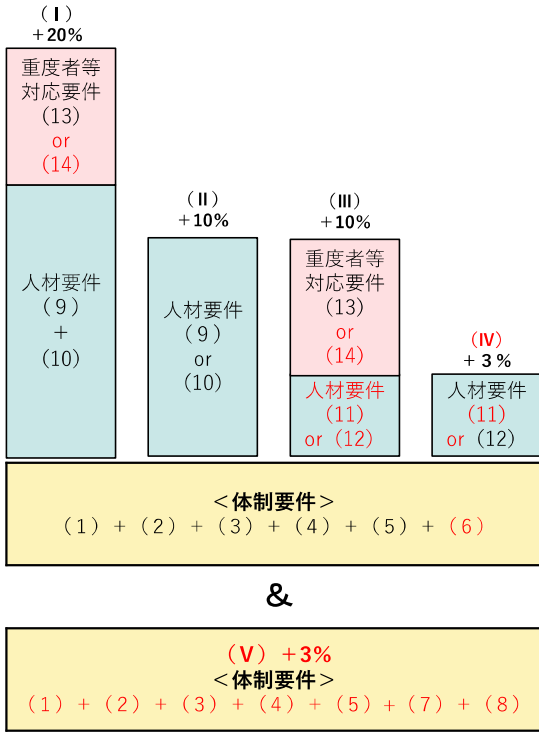 （Ⅰ）
+20%
重度者等
対応要件
（13）
or
（14）
人材要件
（９）
+
（10）
（Ⅱ）
+10%
人材要件
（９）
or
（10）
（Ⅲ）
+10%
重度者等
対応要件
（13）
or
（14）
人材要件
（11）
or（12）
（Ⅳ）
+３%
人材要件
（11）
or（12）
＜体制要件＞
（１）+（２）+（３）+（４）+（５）+（６）
&
（Ⅴ）+3%
＜体制要件＞
（１）+（２）+（３）+（４）+（５）+（７）+（８）